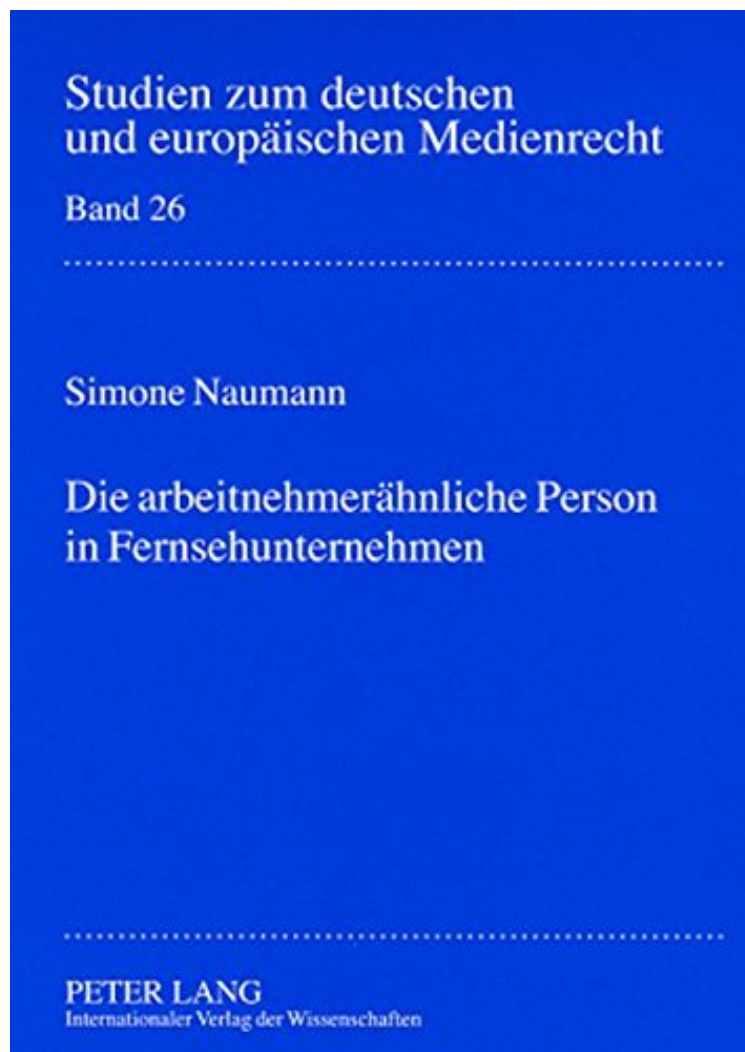 Studien zum deutschen
und europäischen Medienrecht
Band 26
Simone Naumann
Die arbeitnehmerähnliche Person
in Fernsehunternehmen
PETER LANG
Internationaler Verlag der Wissenschaften